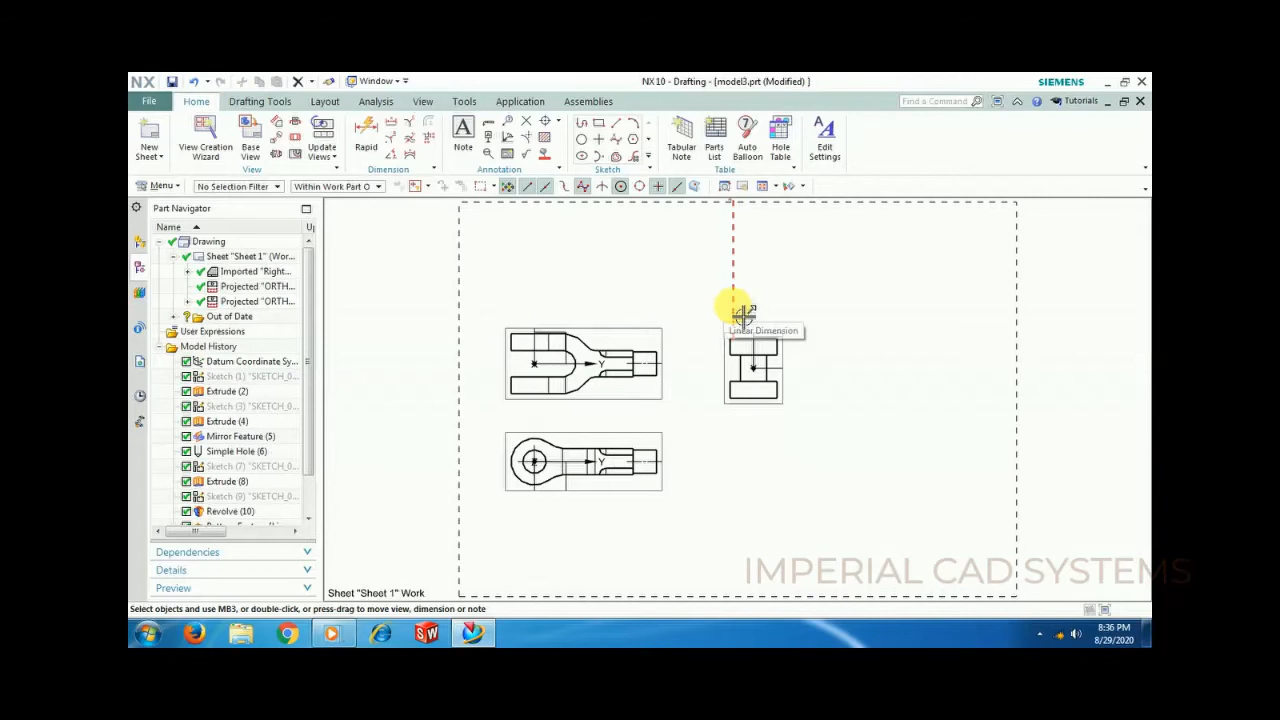 NX
Window
NX 10 - Drafting - [model3.prt (Modified) ]
SIEMENS
File
Home
Drafting Tools
Layout
Analysis
View
Tools
Application
Assemblies
Find a Command
Tutorials
New
Sheet
View Creation
Wizard
Base
View
Update
Views
Rapid
Note
Tabular
Note
Parts
List
Auto
Balloon
Hole
Table
Edit
Settings
View
Dimension
Annotation
Sketch
Table
Menu
No Selection Filter
Within Work Part O
Part Navigator
Name
Drawing
Sheet "Sheet 1" (Wor...
Imported "Right...
Projected "ORTH...
Projected "ORTH...
Out of Date
User Expressions
Model History
Datum Coordinate Sy...
Sketch (1) "SKETCH_0...
Extrude (2)
Sketch (3) "SKETCH_0...
Extrude (4)
Mirror Feature (5)
Simple Hole (6)
Sketch (7) "SKETCH_0...
Extrude (8)
Sketch (9) "SKETCH_0...
Revolve (10)
Dependencies
Details
Preview
Linear Dimension
Y
Y
IMPERIAL CAD SYSTEMS
Sheet "Sheet 1" Work
Select objects and use MB3, or double-click, or press-drag to move view, dimension or note
8:36 PM
8/29/2020